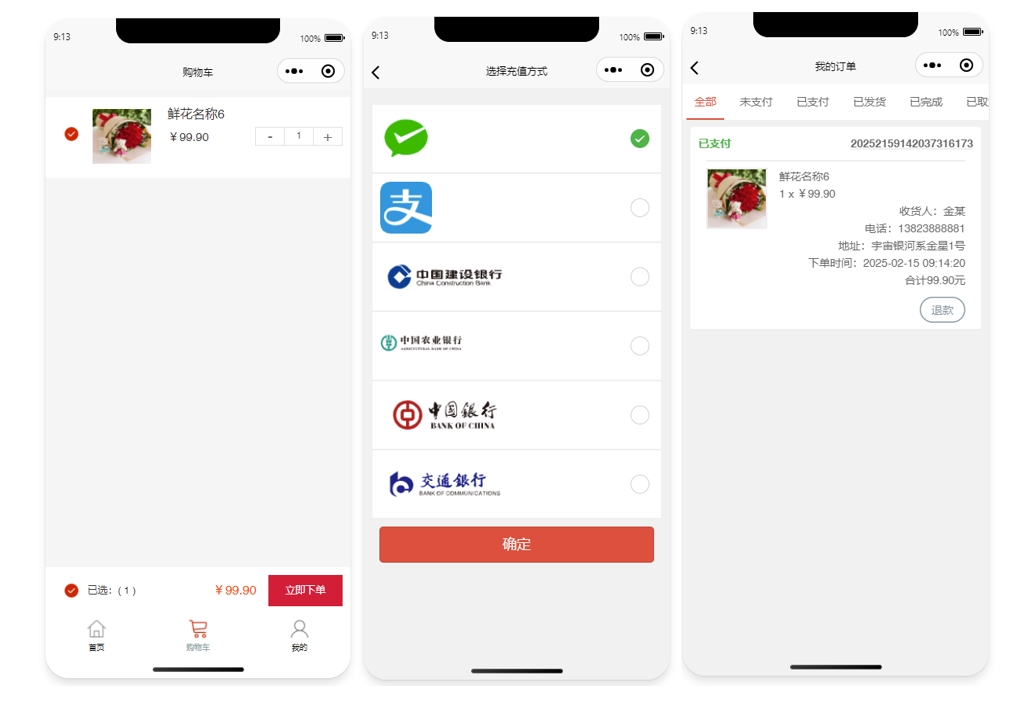 9:13
100%
购物车
鲜花名称6
￥99.90
- 1 +
已选：( 1 )
￥99.90
立即下单
首页
购物车
我的
9:13
100%
选择充值方式
支
中国建设银行
China Construction Bank
中国农业银行
AGRICULTURAL BANK OF CHINA
中國銀行
BANK OF CHINA
交通銀行
BANK OF COMMUNICATIONS
确定
9:13
100%
我的订单
全部 未支付 已支付 已发货 已完成 已取
已支付
20252159142037316173
鲜花名称6
1 x ￥99.90
收货人：金某
电话：13823888881
地址：宇宙银河系金星1号
下单时间：2025-02-15 09:14:20
合计99.90元
退款